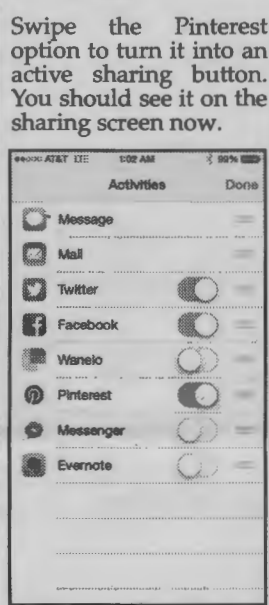 Swipe the Pinterest
option to turn it into an
active sharing button.
You should see it on the
sharing screen now.
AT&T LTE 1:02 AM 99%
Activities Done
Message
Mail
Twitter
Facebook
Wanelo
Pinterest
Messenger
Evernote